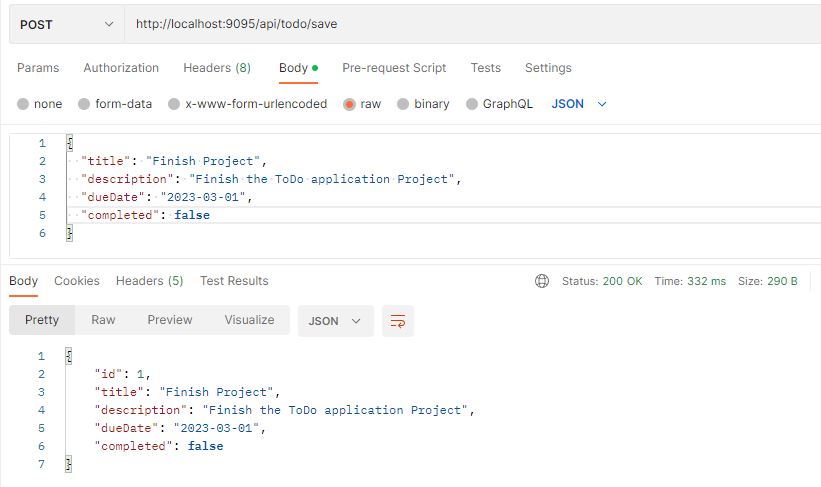 POST http://localhost:9095/api/todo/save
Params Authorization Headers (8) Body Pre-request Script Tests Settings
none form-data x-www-form-urlencoded raw binary GraphQL JSON
1 {
2 "title": "Finish Project",
3 "description": "Finish the ToDo application Project",
4 "dueDate": "2023-03-01",
5 "completed": false
6 }
Body Cookies Headers (5) Test Results Status: 200 OK Time: 332 ms Size: 290 B
Pretty Raw Preview Visualize JSON
1 {
2 "id": 1,
3 "title": "Finish Project",
4 "description": "Finish the ToDo application Project",
5 "dueDate": "2023-03-01",
6 "completed": false
7 }